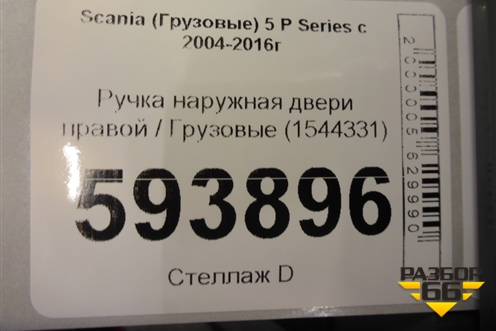 Scania (Грузовые) 5 P Series с
2004-2016г
Ручка наружная двери
правой / Грузовые (1544331)
593896
Стеллаж D
2000005629990
РАЗБОР
66